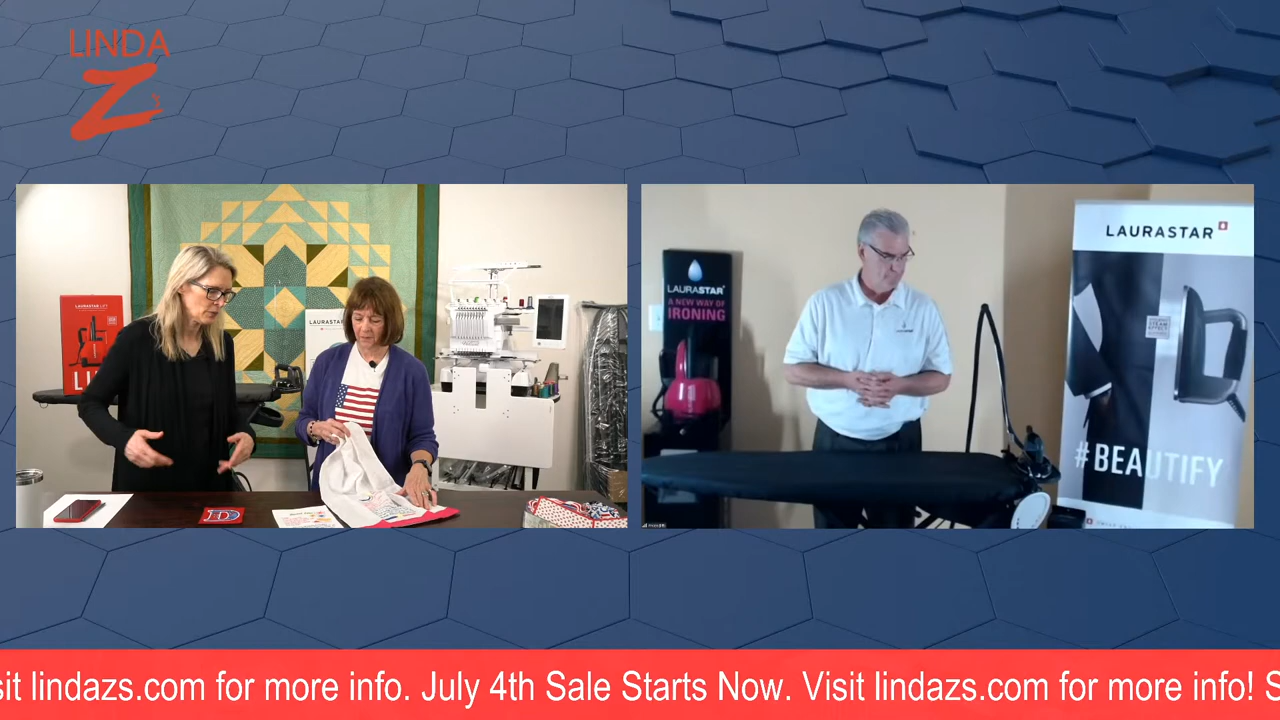 LINDA
Z's
LAURASTAR LIFT
LAURASTAR
LAURASTAR
A NEW WAY OF
IRONING
LAURASTAR
#BEAUTIFY
sit lindazs.com for more info. July 4th Sale Starts Now. Visit lindazs.com for more info! S